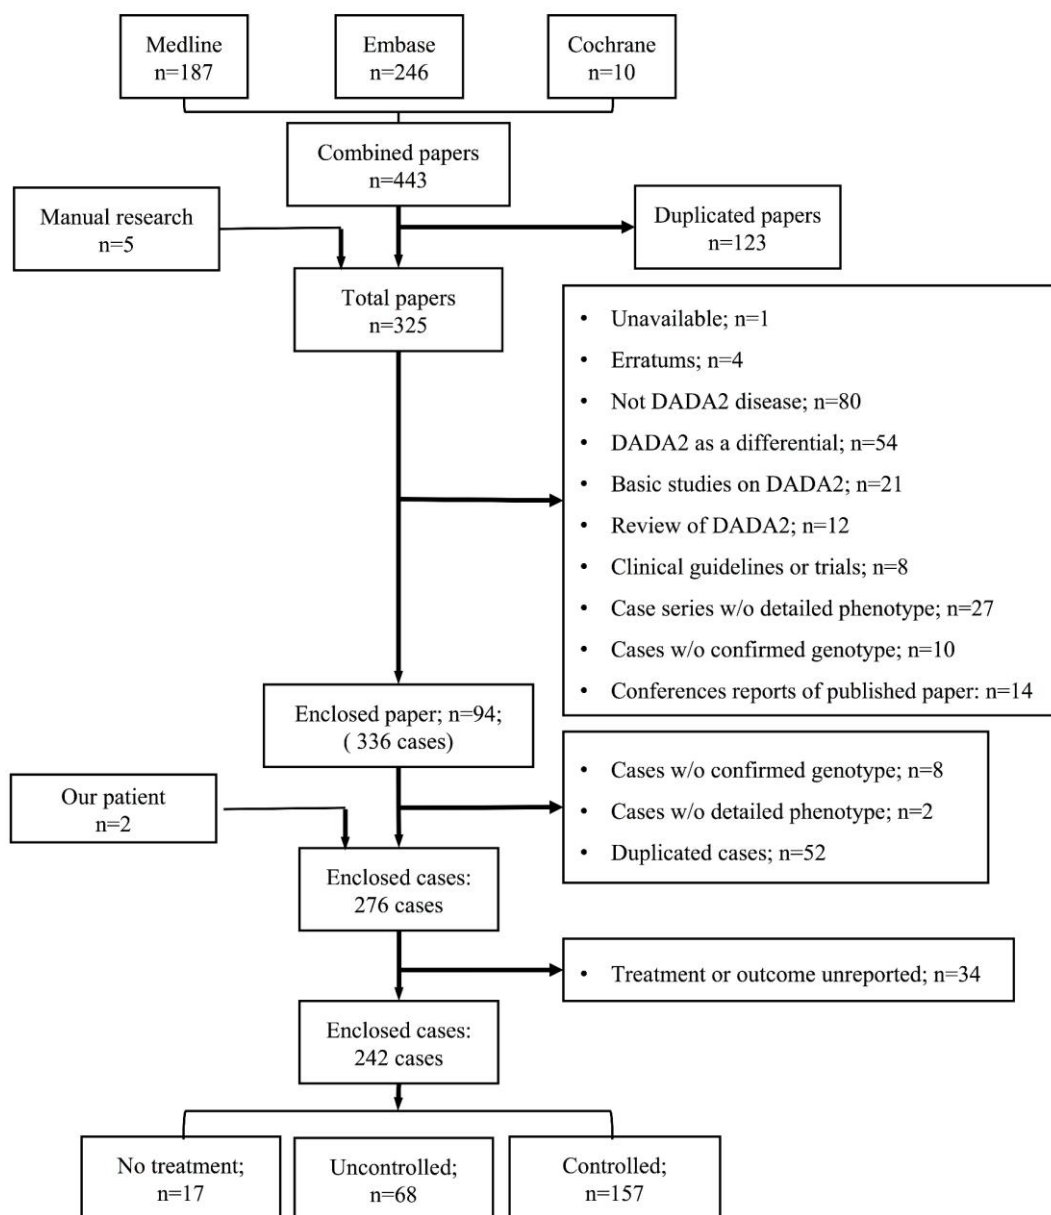 Medline
n=187
Embase
n=246
Cochrane
n=10
Combined papers
n=443
Manual research
n=5
Duplicated papers
n=123
Total papers
n=325
• Unavailable; n=1
• Erratums; n=4
• Not DADA2 disease; n=80
• DADA2 as a differential; n=54
• Basic studies on DADA2; n=21
• Review of DADA2; n=12
• Clinical guidelines or trials; n=8
• Case series w/o detailed phenotype; n=27
• Cases w/o confirmed genotype; n=10
• Conferences reports of published paper: n=14
Enclosed paper; n=94;
( 336 cases)
• Cases w/o confirmed genotype; n=8
• Cases w/o detailed phenotype; n=2
• Duplicated cases; n=52
Our patient
n=2
Enclosed cases:
276 cases
• Treatment or outcome unreported; n=34
Enclosed cases:
242 cases
No treatment;
n=17
Uncontrolled;
n=68
Controlled;
n=157